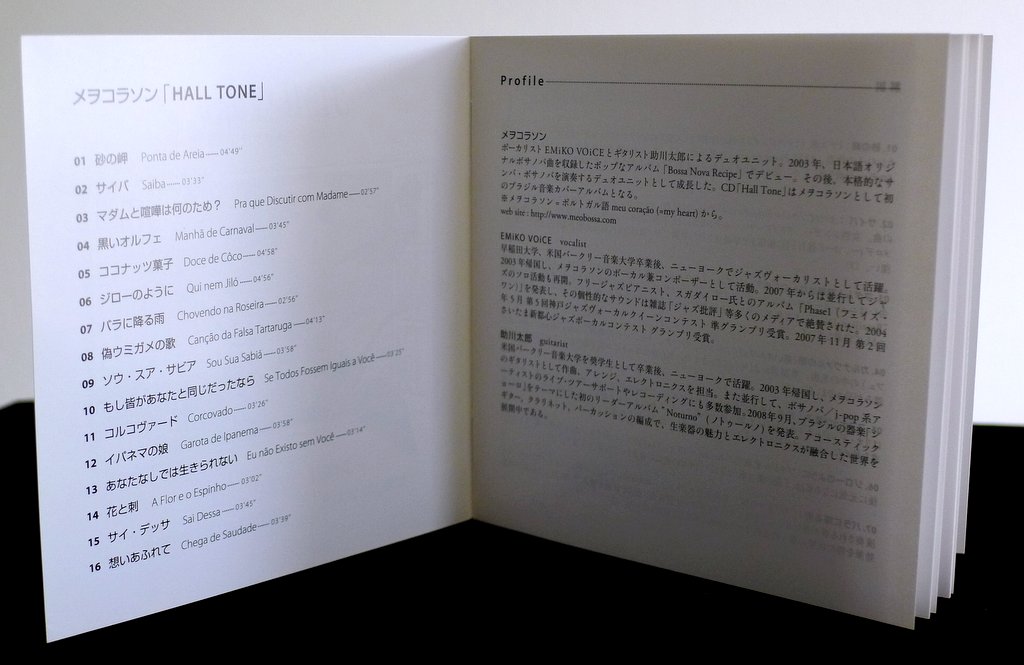 メヲコラソン「HALL TONE」
01 砂の岬 Ponta de Areia—— 04'49"
02 サイバ Saiba—— 03'33"
03 マダムと喧嘩は何のため? Pra que Discutir com Madame—— 02'57"
04 黒いオルフェ Manhã de Carnaval—— 03'45"
05 ココナッツ菓子 Doce de Côco—— 04'58"
06 ジローのように Qui nem Jiló—— 04'56"
07 バラに降る雨 Chovendo na Roseira—— 02'56"
08 偽ウミガメの歌 Canção da Falsa Tartaruga—— 04'13"
09 ソウ・スア・サビア Sou Sua Sabiá—— 03'58"
10 もし皆があなたと同じだったなら Se Todos Fossem Iguais a Você—— 03'25"
11 コルコヴァード Corcovado—— 03'26"
12 イパネマの娘 Garota de Ipanema—— 03'58"
13 あなたなしでは生きられない Eu não Existo sem Você—— 03'14"
14 花と刺 A Flor e o Espinho—— 03'02"
15 サイ・デッサ Sai Dessa—— 03'45"
16 想いあふれて Chega de Saudade—— 03'39"
Profile
メヲコラソン
ボーカリスト EMiKO VOiCE とギタリスト助川太郎によるデュオユニット。2003 年、日本語オリジ
ナルボサノバ曲を収録したポップなアルバム「Bossa Nova Recipe」でデビュー。その後、本格的なサ
ンバ・ボサノバを演奏するデュオユニットとして成長した。CD「Hall Tone」はメヲコラソンとして初
のブラジル音楽カバーアルバムとなる。
※メヲコラソン = ポルトガル語 meu coração (=my heart) から。
web site : http://www.meobossa.com
EMiKO VOiCE vocalist
早稲田大学、米国バークリー音楽大学卒業後、ニューヨークでジャズヴォーカリストとして活躍。
2003 年帰国し、メヲコラソンのボーカル兼コンポーザーとして活動。2007 年からは並行してジャ
ズのソロ活動も再開。フリージャズピアニスト、スガダイロー氏とのアルバム「Phase1 (フェイズ・
ワン)」を発表し、その個性的なサウンドは雑誌「ジャズ批評」等多くのメディアで絶賛された。2004
年 5 月 第 5 回神戸ジャズヴォーカルクイーンコンテスト 準グランプリ受賞。2007 年 11 月 第 2 回
さいたま新都心ジャズボーカルコンテスト グランプリ受賞。
助川太郎 guitarist
米国バークリー音楽大学を奨学生として卒業後、ニューヨークで活躍。2003 年帰国し、メヲコラソン
のギタリストとして作曲、アレンジ、エレクトロニクスを担当。また並行して、ボサノバ/ j-pop 系ア
ーティストのライブ・ツアーサポートやレコーディングにも多数参加。2008年9月、ブラジルの器楽「シ
ョーロ」をテーマにした初のリーダーアルバム"Noturno"(ノトゥールノ)を発表。アコースティック
ギター、クラリネット、パーカッションの編成で、生楽器の魅力とエレクトロニクスが融合した世界を
展開中である。